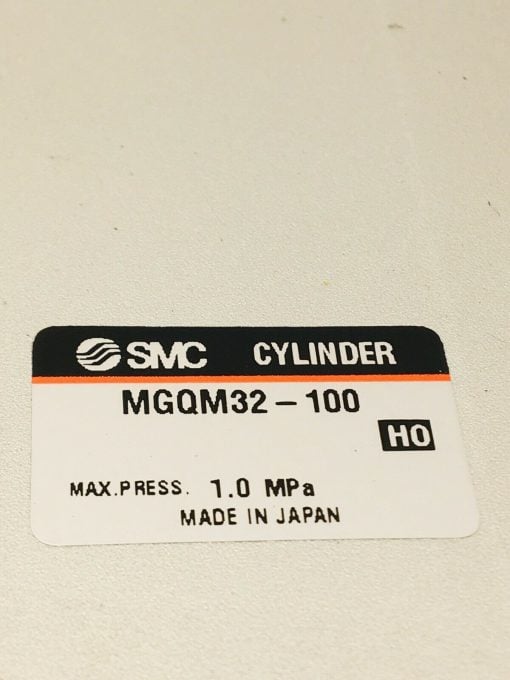 SMC CYLINDER
MGQM32-100
HO
MAX.PRESS. 1.0 MPa
MADE IN JAPAN